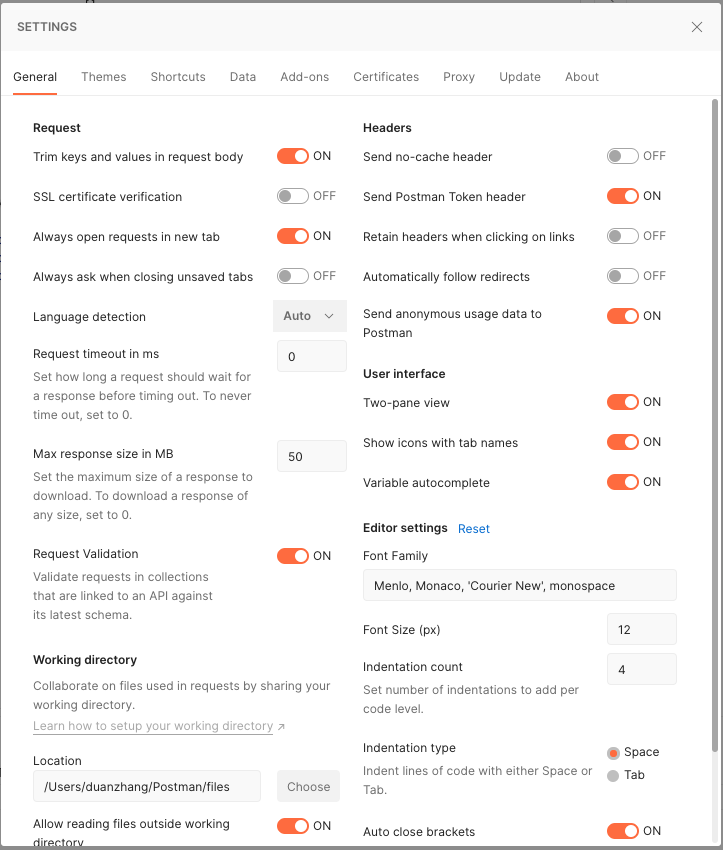 SETTINGS
General Themes Shortcuts Data Add-ons Certificates Proxy Update About
Request
Trim keys and values in request body ON
SSL certificate verification OFF
Always open requests in new tab ON
Always ask when closing unsaved tabs OFF
Language detection Auto
Request timeout in ms 0
Set how long a request should wait for
a response before timing out. To never
time out, set to 0.
Max response size in MB 50
Set the maximum size of a response to
download. To download a response of
any size, set to 0.
Request Validation ON
Validate requests in collections
that are linked to an API against
its latest schema.
Working directory
Collaborate on files used in requests by sharing your
working directory.
Learn how to setup your working directory ↗
Location
/Users/duanzhang/Postman/files Choose
Allow reading files outside working ON
directory
Headers
Send no-cache header OFF
Send Postman Token header ON
Retain headers when clicking on links OFF
Automatically follow redirects OFF
Send anonymous usage data to ON
Postman
User interface
Two-pane view ON
Show icons with tab names ON
Variable autocomplete ON
Editor settings Reset
Font Family
Menlo, Monaco, 'Courier New', monospace
Font Size (px) 12
Indentation count 4
Set number of indentations to add per
code level.
Indentation type Space
Indent lines of code with either Space or Tab
Tab.
Auto close brackets ON